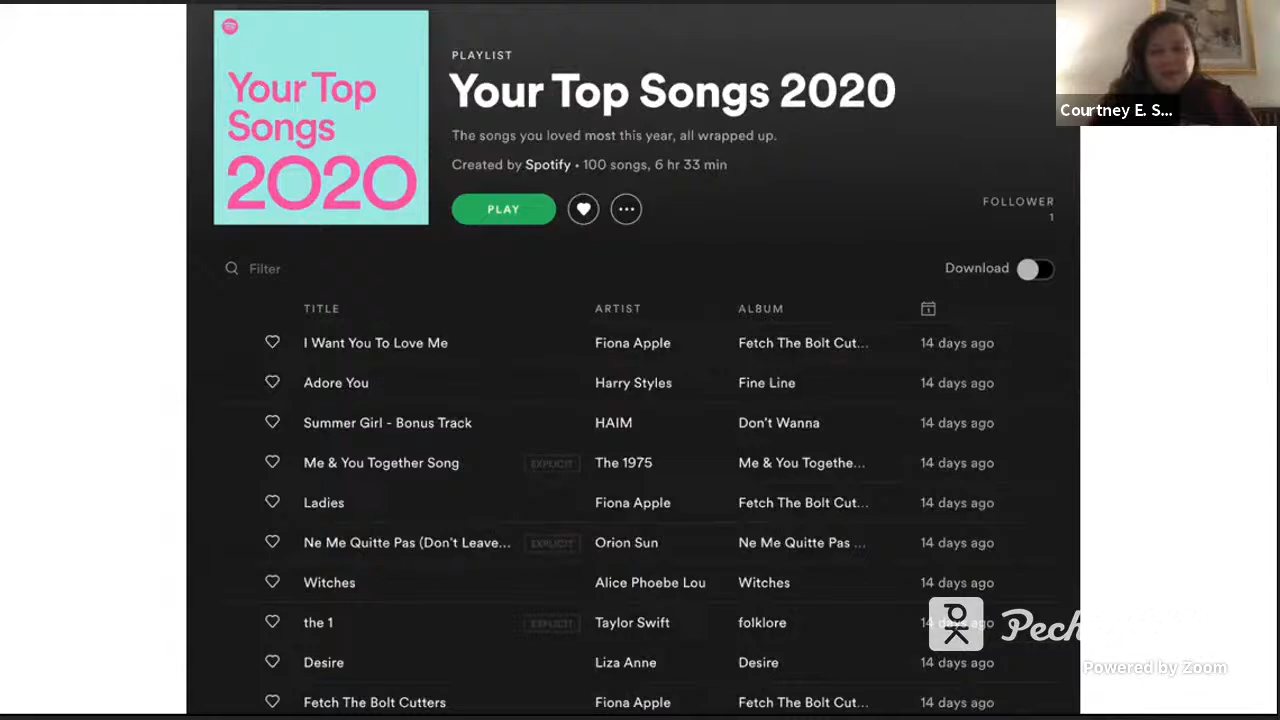 Your Top
Songs
2020
PLAYLIST
Your Top Songs 2020
The songs you loved most this year, all wrapped up.
Created by Spotify • 100 songs, 6 hr 33 min
PLAY
FOLLOWER
1
Courtney E. S...
Filter
Download
TITLE ARTIST ALBUM
I Want You To Love Me Fiona Apple Fetch The Bolt Cut... 14 days ago
Adore You Harry Styles Fine Line 14 days ago
Summer Girl - Bonus Track HAIM Don't Wanna 14 days ago
Me & You Together Song EXPLICIT The 1975 Me & You Togethe... 14 days ago
Ladies Fiona Apple Fetch The Bolt Cut... 14 days ago
Ne Me Quitte Pas (Don't Leave... EXPLICIT Orion Sun Ne Me Quitte Pas ... 14 days ago
Witches Alice Phoebe Lou Witches 14 days ago
the 1 EXPLICIT Taylor Swift folklore 14 days ago
Desire Liza Anne Desire 14 days ago
Fetch The Bolt Cutters Fiona Apple Fetch The Bolt Cut... 14 days ago
Powered by Zoom